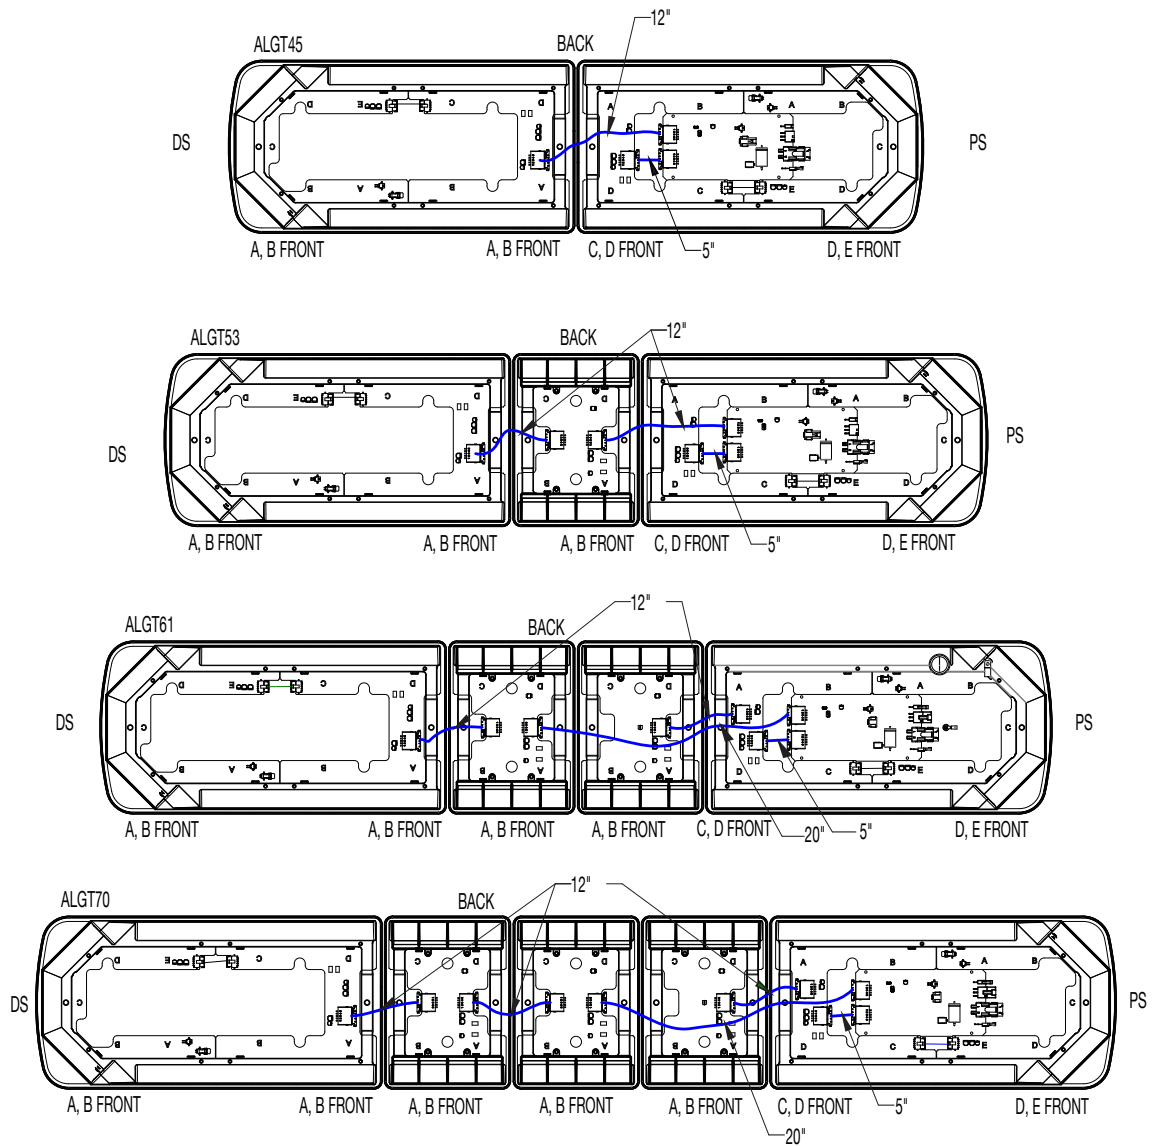 12"
ALGT45
BACK
DS
PS
D E C D A B A B
C C
B A B A D C E D
A, B FRONT
A, B FRONT
C, D FRONT
5"
D, E FRONT
ALGT53
BACK
12"
D E C D C D A B A B
DS
C C
PS
B A B A B A D C E D
A, B FRONT
A, B FRONT
A, B FRONT
C, D FRONT
5"
D, E FRONT
12"
ALGT61
BACK
D E C D C D C D A B A B
DS
C C
PS
B A B A B A B A D C E D
A, B FRONT
A, B FRONT
A, B FRONT
A, B FRONT
C, D FRONT
20"
5"
D, E FRONT
12"
ALGT70
BACK
D E C D C D C D C D A B A B
DS
C C
PS
B A B A B A B A B A D C E D
A, B FRONT
A, B FRONT
A, B FRONT
A, B FRONT
A, B FRONT
C, D FRONT
5"
D, E FRONT
20"